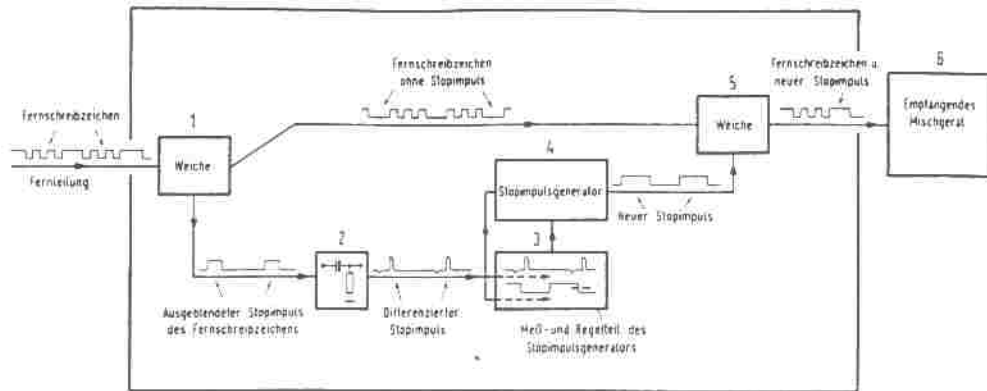 Fernschreibzeichen
1
Weiche
Fernleitung
Fernschreibzeichen
ohne Stopimpuls
5
Weiche
Fernschreibzeichen u.
neuer Stopimpuls
6
Empfangendes
Mischgerät
4
Stopimpulsgenerator
Neuer Stopimpuls
2
3
Ausgeblendeter Stopimpuls
des Fernschreibzeichens
Differenzierter
Stopimpuls
Meß-und Regelteil des
Stopimpulsgenerators